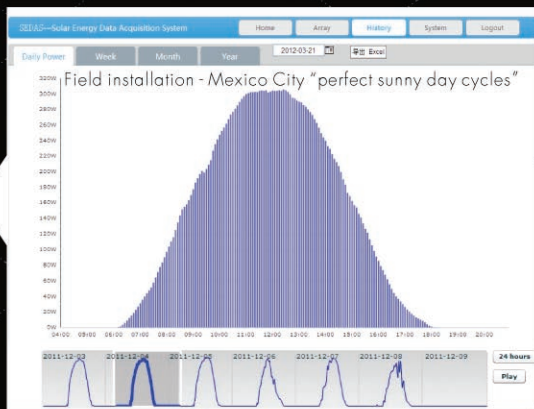 SEDAS--Solar Energy Data Acquisition System
Home
Array
History
System
Logout
Daily Power
Week
Month
Year
2012-03-21
导出 Excel
Field installation - Mexico City “perfect sunny day cycles”
320W
300W
280W
260W
240W
220W
200W
180W
160W
140W
120W
100W
80W
60W
40W
20W
0W
04:00 05:00 06:00 07:00 08:00 09:00 10:00 11:00 12:00 13:00 14:00 15:00 16:00 17:00 18:00 19:00 20:00
2011-12-03 2011-12-04 2011-12-05 2011-12-06 2011-12-07 2011-12-08 2011-12-09
24 hours
Play